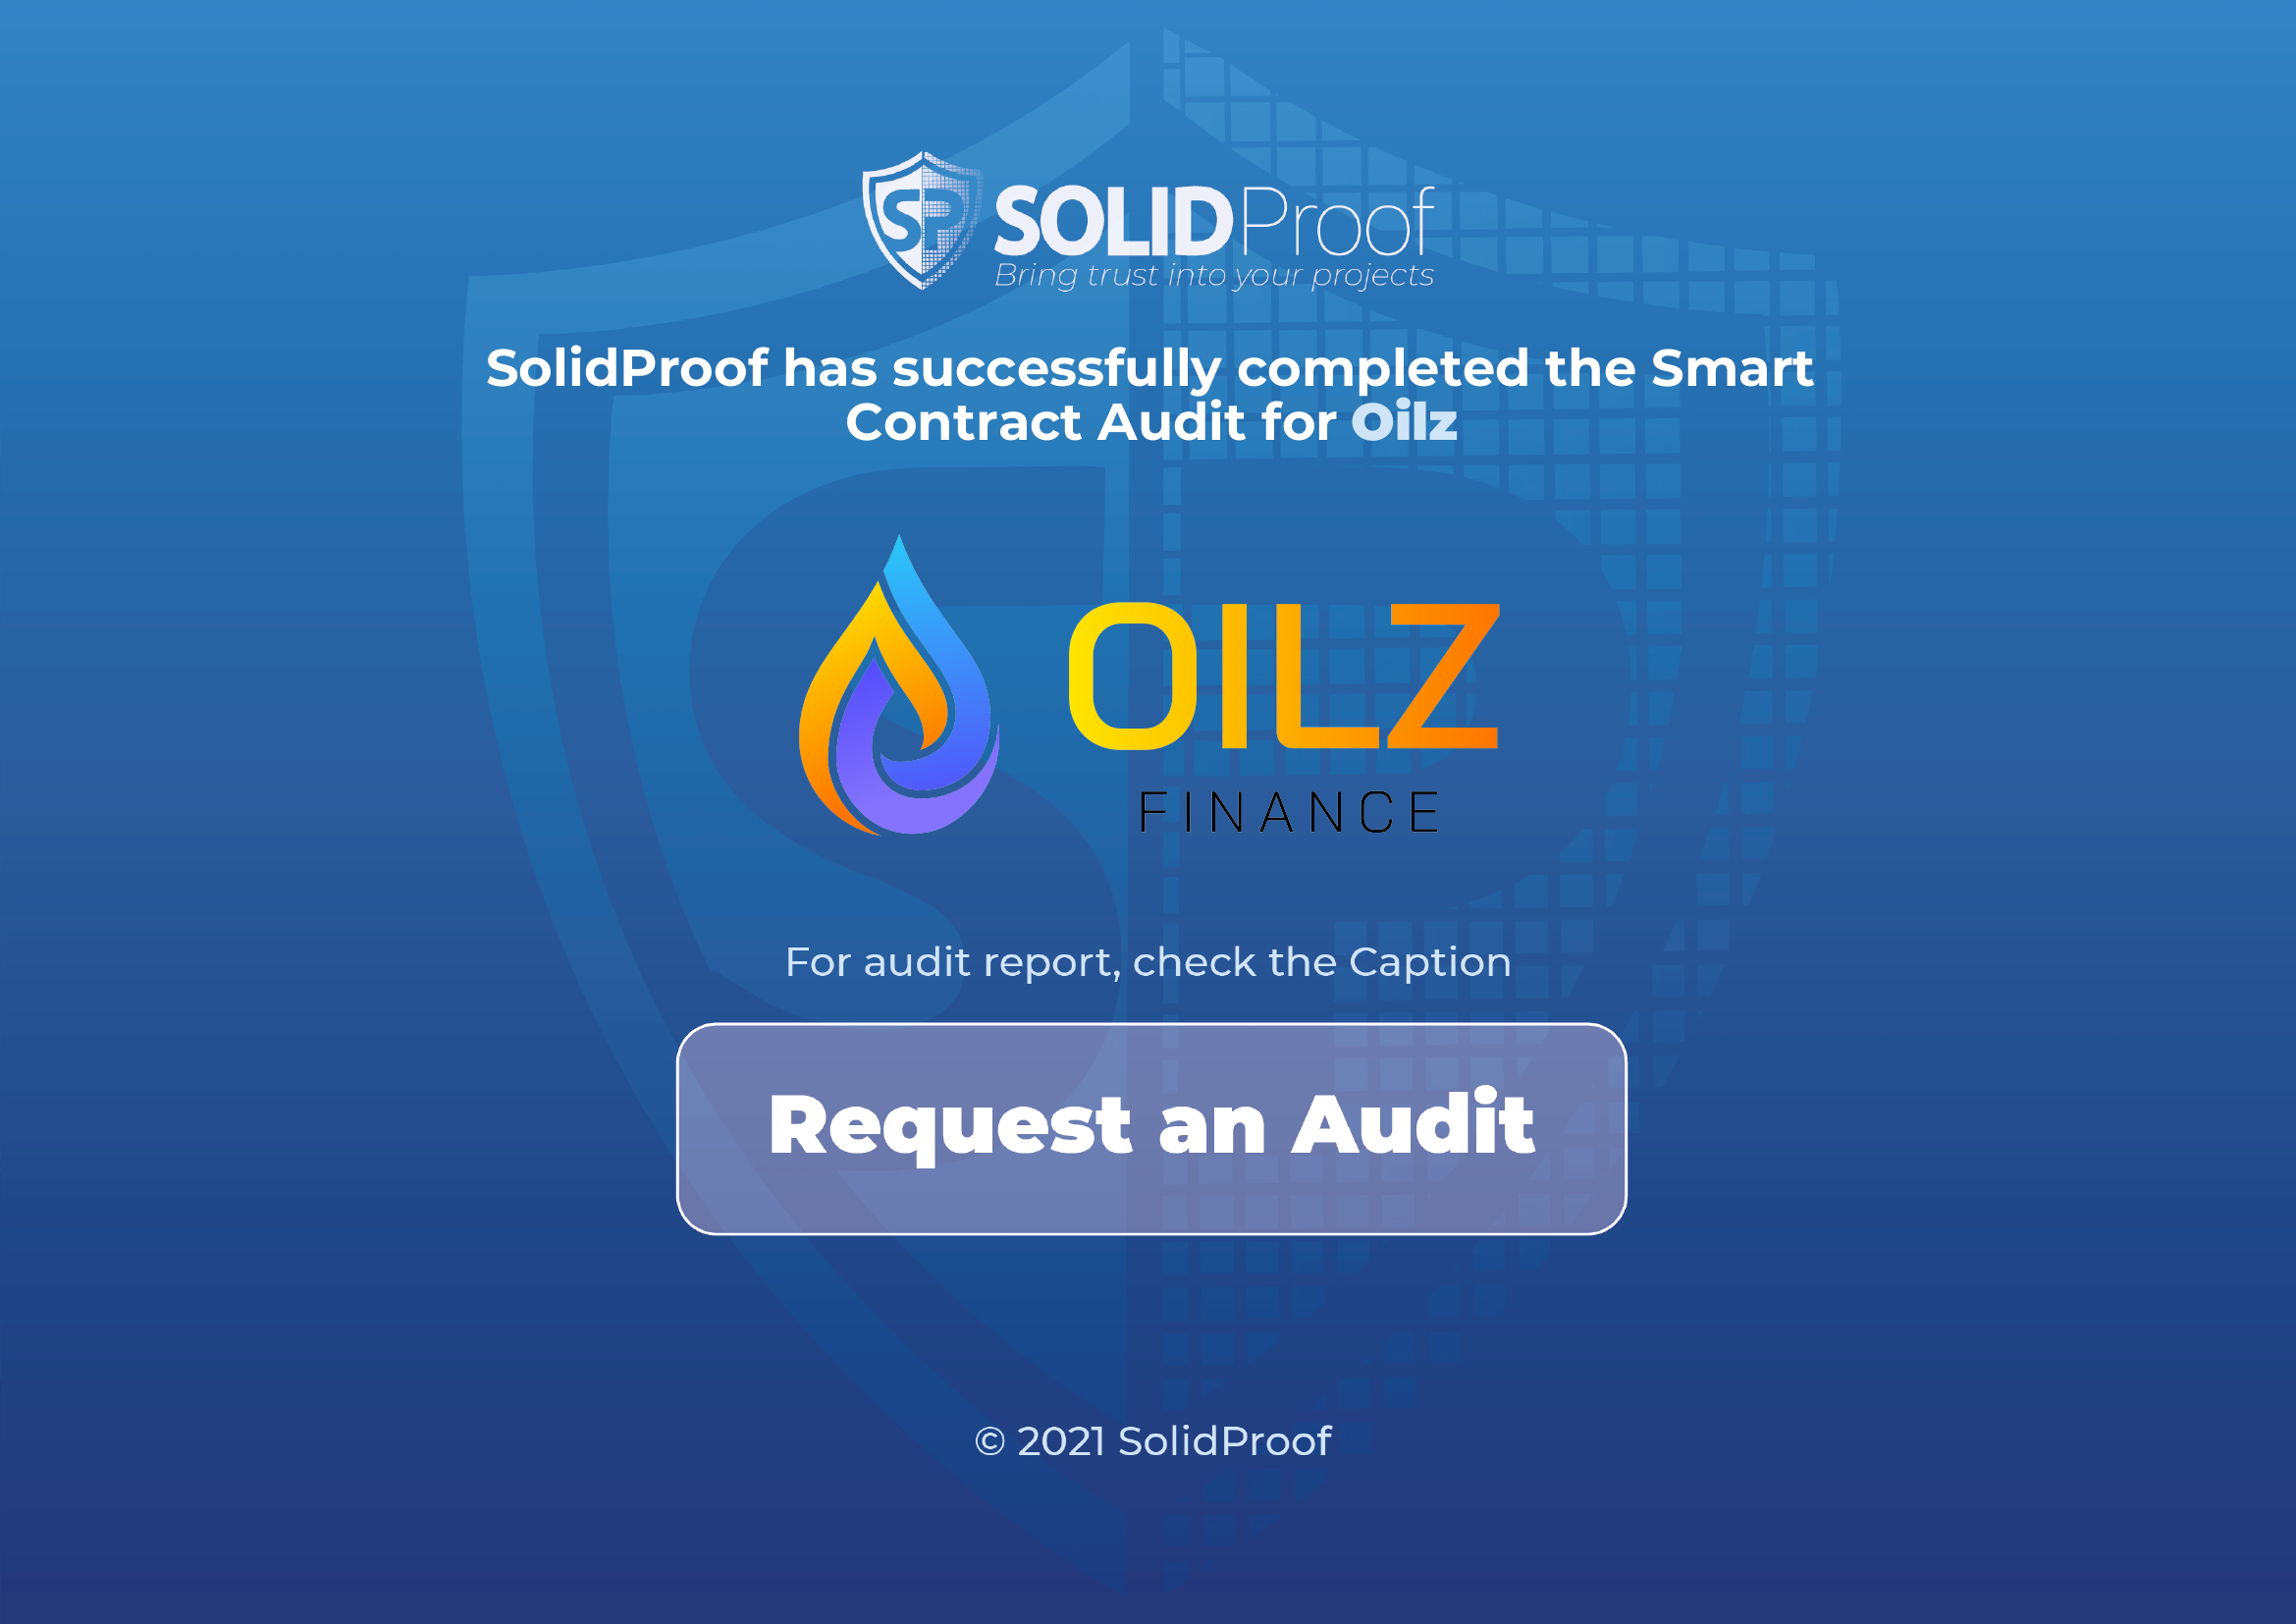 SP SOLIDProof
Bring trust into your projects
SolidProof has successfully completed the Smart
Contract Audit for Oilz
OILZ
FINANCE
For audit report, check the Caption
Request an Audit
© 2021 SolidProof